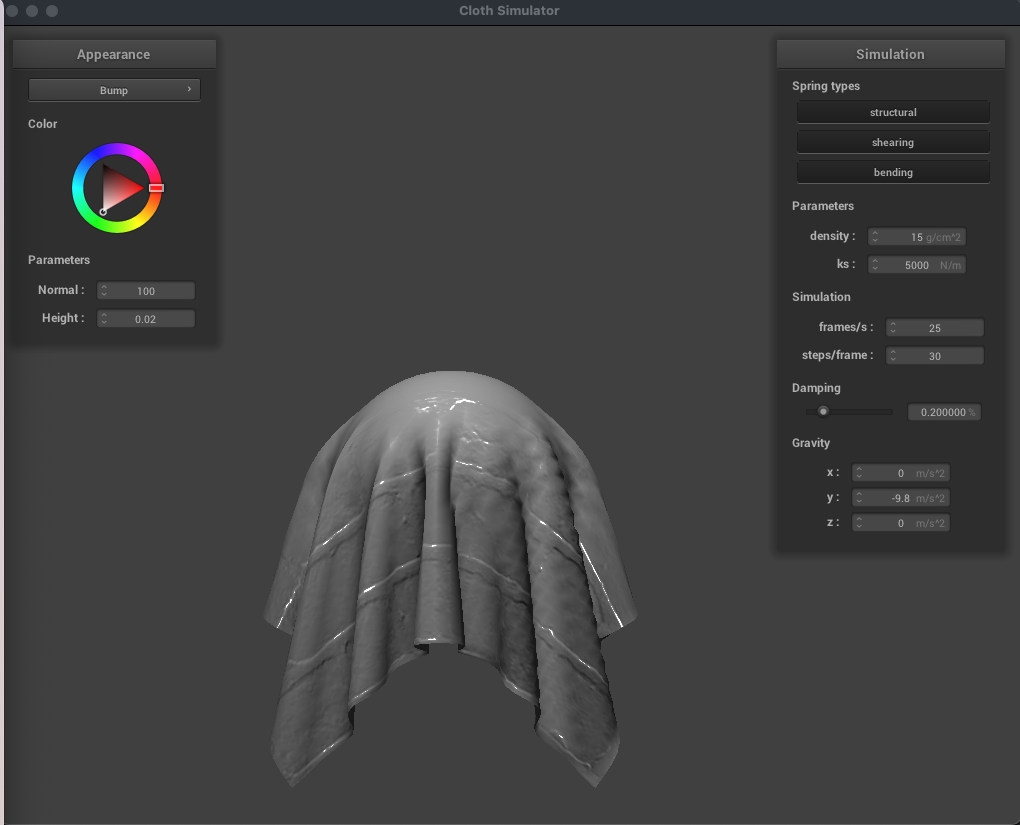 Cloth Simulator
Appearance
Bump
Color
Parameters
Normal : 100
Height : 0.02
Simulation
Spring types
structural
shearing
bending
Parameters
density : 15 g/cm^2
ks : 5000 N/m
Simulation
frames/s : 25
steps/frame : 30
Damping
0.200000 %
Gravity
x : 0 m/s^2
y : -9.8 m/s^2
z : 0 m/s^2